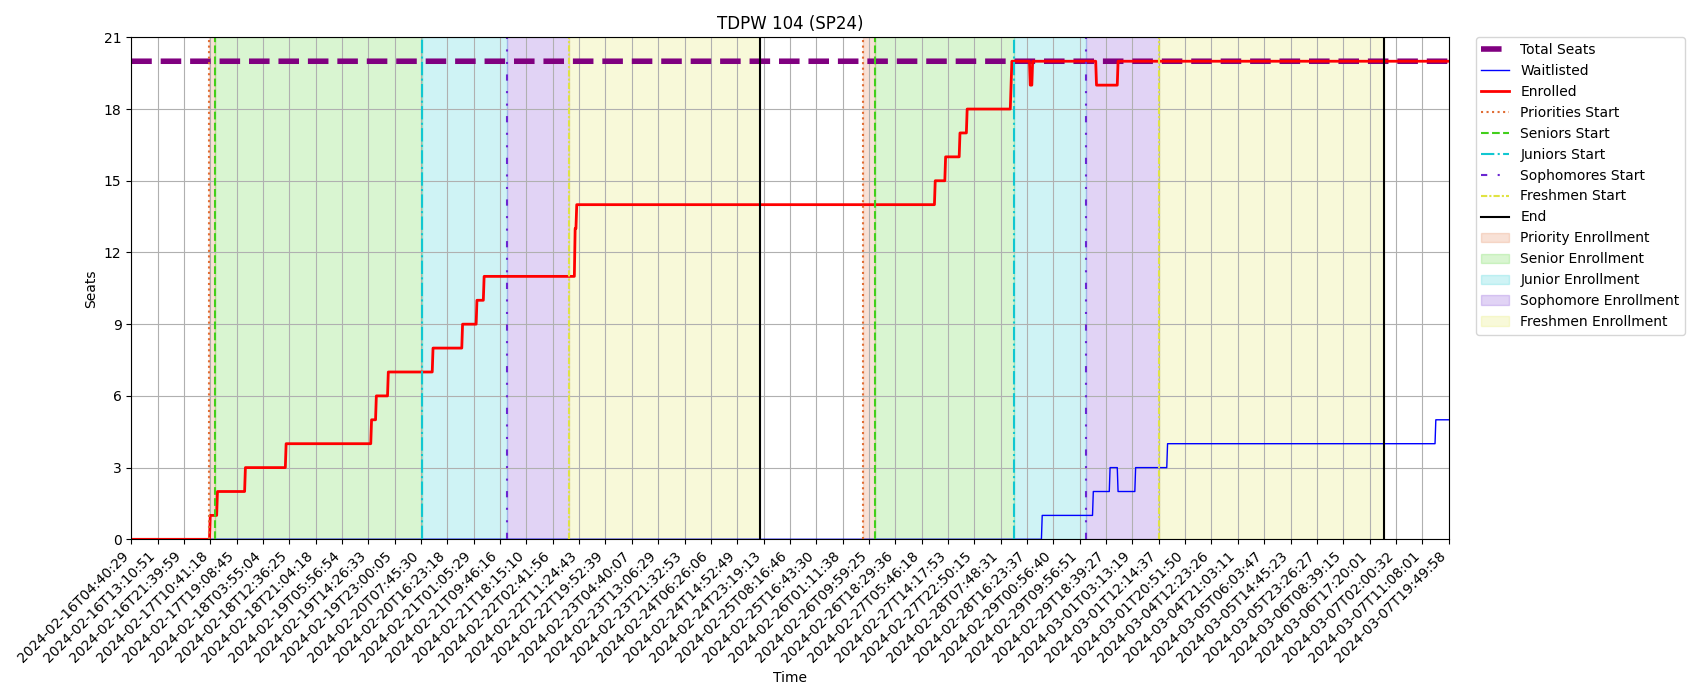 TDPW 104 (SP24)
21
18
15
12
9
6
3
0
Seats
2024-02-16T04:40:29
2024-02-16T13:10:51
2024-02-16T21:39:59
2024-02-17T10:41:18
2024-02-17T19:08:45
2024-02-18T03:55:04
2024-02-18T12:36:25
2024-02-18T21:04:18
2024-02-19T05:56:54
2024-02-19T14:26:33
2024-02-19T23:00:05
2024-02-20T07:45:30
2024-02-20T16:23:18
2024-02-21T01:05:29
2024-02-21T09:46:16
2024-02-21T18:15:10
2024-02-22T02:41:56
2024-02-22T11:24:43
2024-02-22T19:52:39
2024-02-23T04:40:07
2024-02-23T13:06:29
2024-02-23T21:32:53
2024-02-24T06:26:06
2024-02-24T14:52:49
2024-02-24T23:19:13
2024-02-25T08:16:46
2024-02-25T16:43:30
2024-02-26T01:11:38
2024-02-26T09:59:25
2024-02-26T18:29:36
2024-02-27T05:46:18
2024-02-27T14:17:53
2024-02-27T22:50:15
2024-02-28T07:48:31
2024-02-28T16:23:37
2024-02-29T00:56:40
2024-02-29T09:56:51
2024-02-29T18:39:27
2024-03-01T03:13:19
2024-03-01T12:14:37
2024-03-01T20:51:50
2024-03-04T12:23:26
2024-03-04T21:03:11
2024-03-05T06:03:47
2024-03-05T14:45:23
2024-03-05T23:26:27
2024-03-06T08:39:15
2024-03-06T17:20:01
2024-03-07T02:00:32
2024-03-07T11:08:01
2024-03-07T19:49:58
Time
Total Seats
Waitlisted
Enrolled
Priorities Start
Seniors Start
Juniors Start
Sophomores Start
Freshmen Start
End
Priority Enrollment
Senior Enrollment
Junior Enrollment
Sophomore Enrollment
Freshmen Enrollment